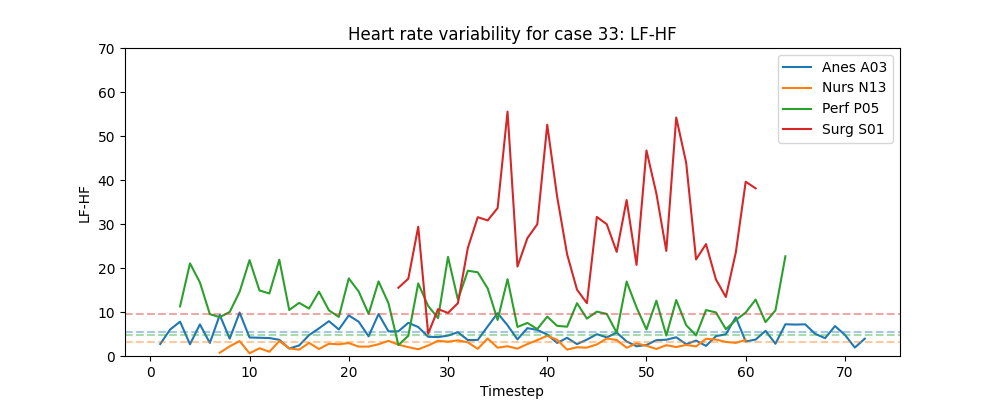 Heart rate variability for case 33: LF-HF
70
60
50
40
30
20
10
0
LF-HF
Anes A03
Nurs N13
Perf P05
Surg S01
0 10 20 30 40 50 60 70
Timestep